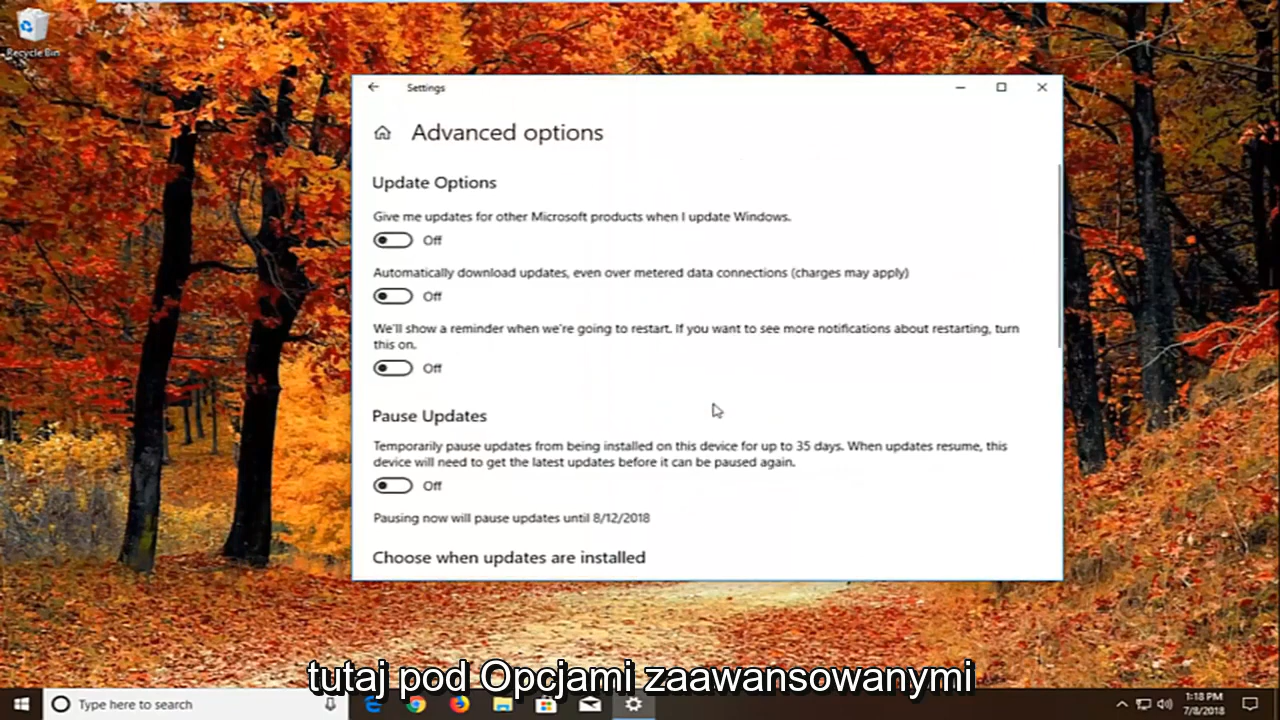 Recycle Bin
Settings
Advanced options
Update Options
Give me updates for other Microsoft products when I update Windows.
Off
Automatically download updates, even over metered data connections (charges may apply)
Off
We'll show a reminder when we're going to restart. If you want to see more notifications about restarting, turn
this on.
Off
Pause Updates
Temporarily pause updates from being installed on this device for up to 35 days. When updates resume, this
device will need to get the latest updates before it can be paused again.
Off
Pausing now will pause updates until 8/12/2018
Choose when updates are installed
tutaj pod Opcjami zaawansowanymi
Type here to search
1:18 PM
7/8/2018